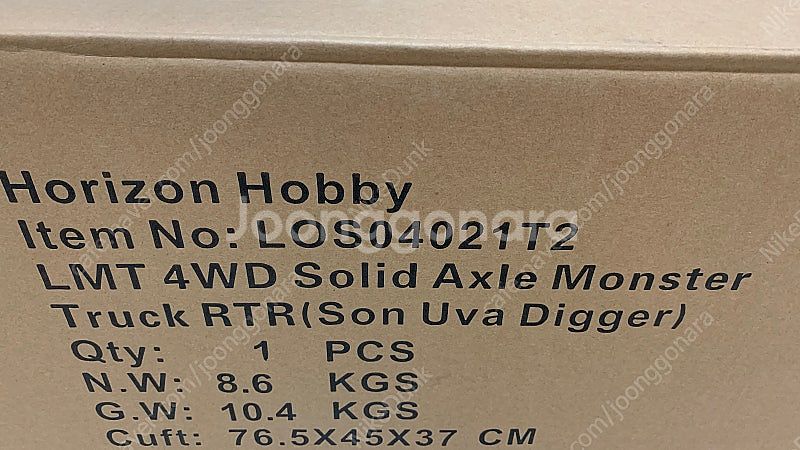 Horizon Hobby
Item No: LOS04021T2
LMT 4WD Solid Axle Monster
Truck RTR(Son Uva Digger)
Qty: 1 PCS
N.W: 8.6 KGS
G.W: 10.4 KGS
Cuft: 76.5X45X37 CM
Joonggonara